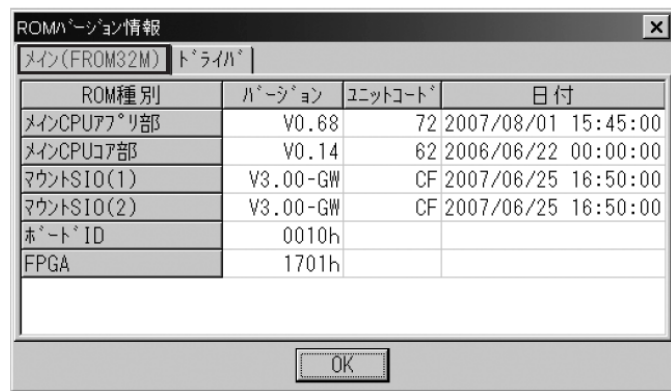 ROMﾊﾞｰｼﾞｮﾝ情報
ﾒｲﾝ(FROM32M) ﾄﾞﾗｲﾊﾞ
ROM種別 ﾊﾞｰｼﾞｮﾝ ﾕﾆｯﾄｺｰﾄﾞ 日付
ﾒｲﾝCPUｱﾌﾟﾘ部 V0.68 72 2007/08/01 15:45:00
ﾒｲﾝCPUｺｱ部 V0.14 62 2006/06/22 00:00:00
ﾏｳﾝﾄSIO(1) V3.00-GW CF 2007/06/25 16:50:00
ﾏｳﾝﾄSIO(2) V3.00-GW CF 2007/06/25 16:50:00
ﾎﾞｰﾄﾞID 0010h
FPGA 1701h
OK